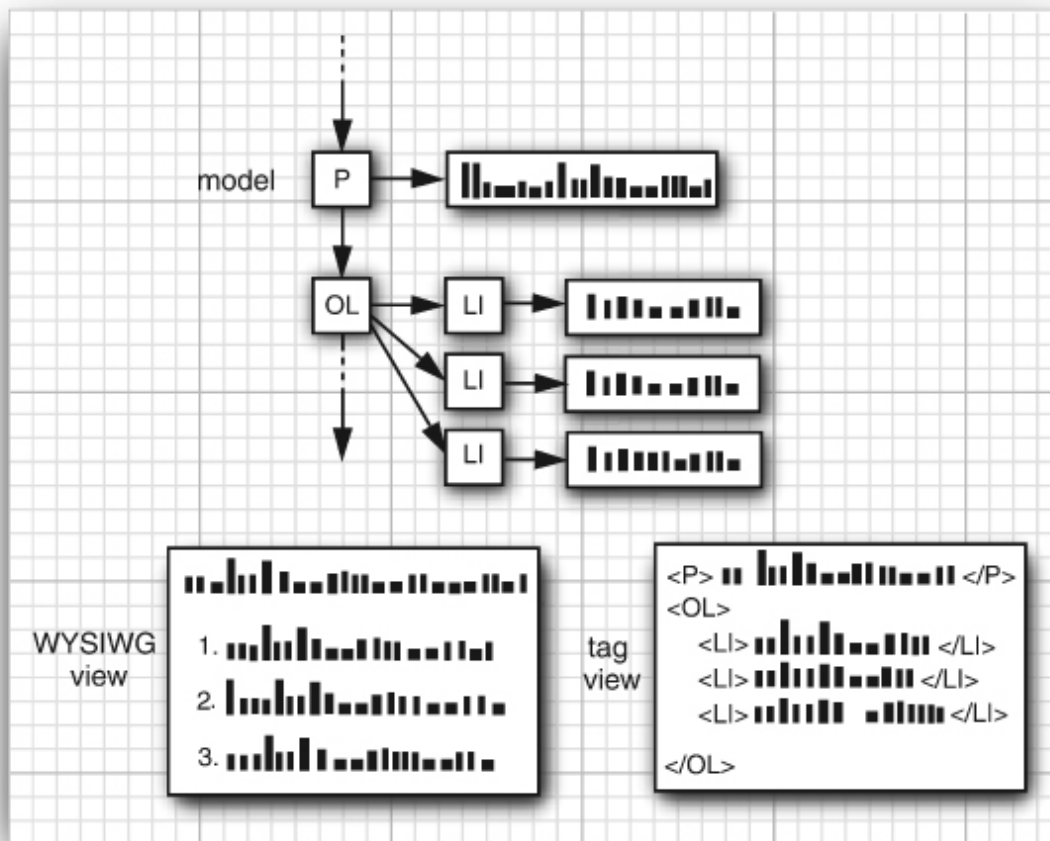 model
P
OL
LI
LI
LI
WYSIWG
view
1.
2.
3.
tag
view
<P> </P>
<OL>
<LI> </LI>
<LI> </LI>
<LI> </LI>
</OL>